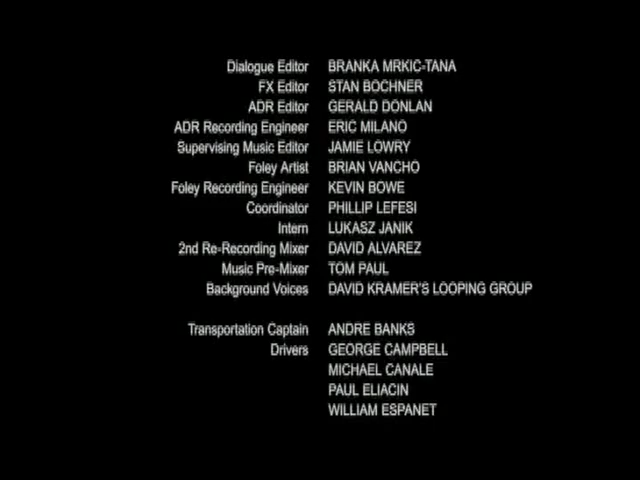 Dialogue Editor BRANKA MRKIC-TANA
FX Editor STAN BOCHNER
ADR Editor GERALD DONLAN
ADR Recording Engineer ERIC MILANO
Supervising Music Editor JAMIE LOWRY
Foley Artist BRIAN VANCHO
Foley Recording Engineer KEVIN BOWE
Coordinator PHILLIP LEFESI
Intern LUKASZ JANIK
2nd Re-Recording Mixer DAVID ALVAREZ
Music Pre-Mixer TOM PAUL
Background Voices DAVID KRAMER'S LOOPING GROUP
Transportation Captain ANDRE BANKS
Drivers GEORGE CAMPBELL
MICHAEL CANALE
PAUL ELIACIN
WILLIAM ESPANET